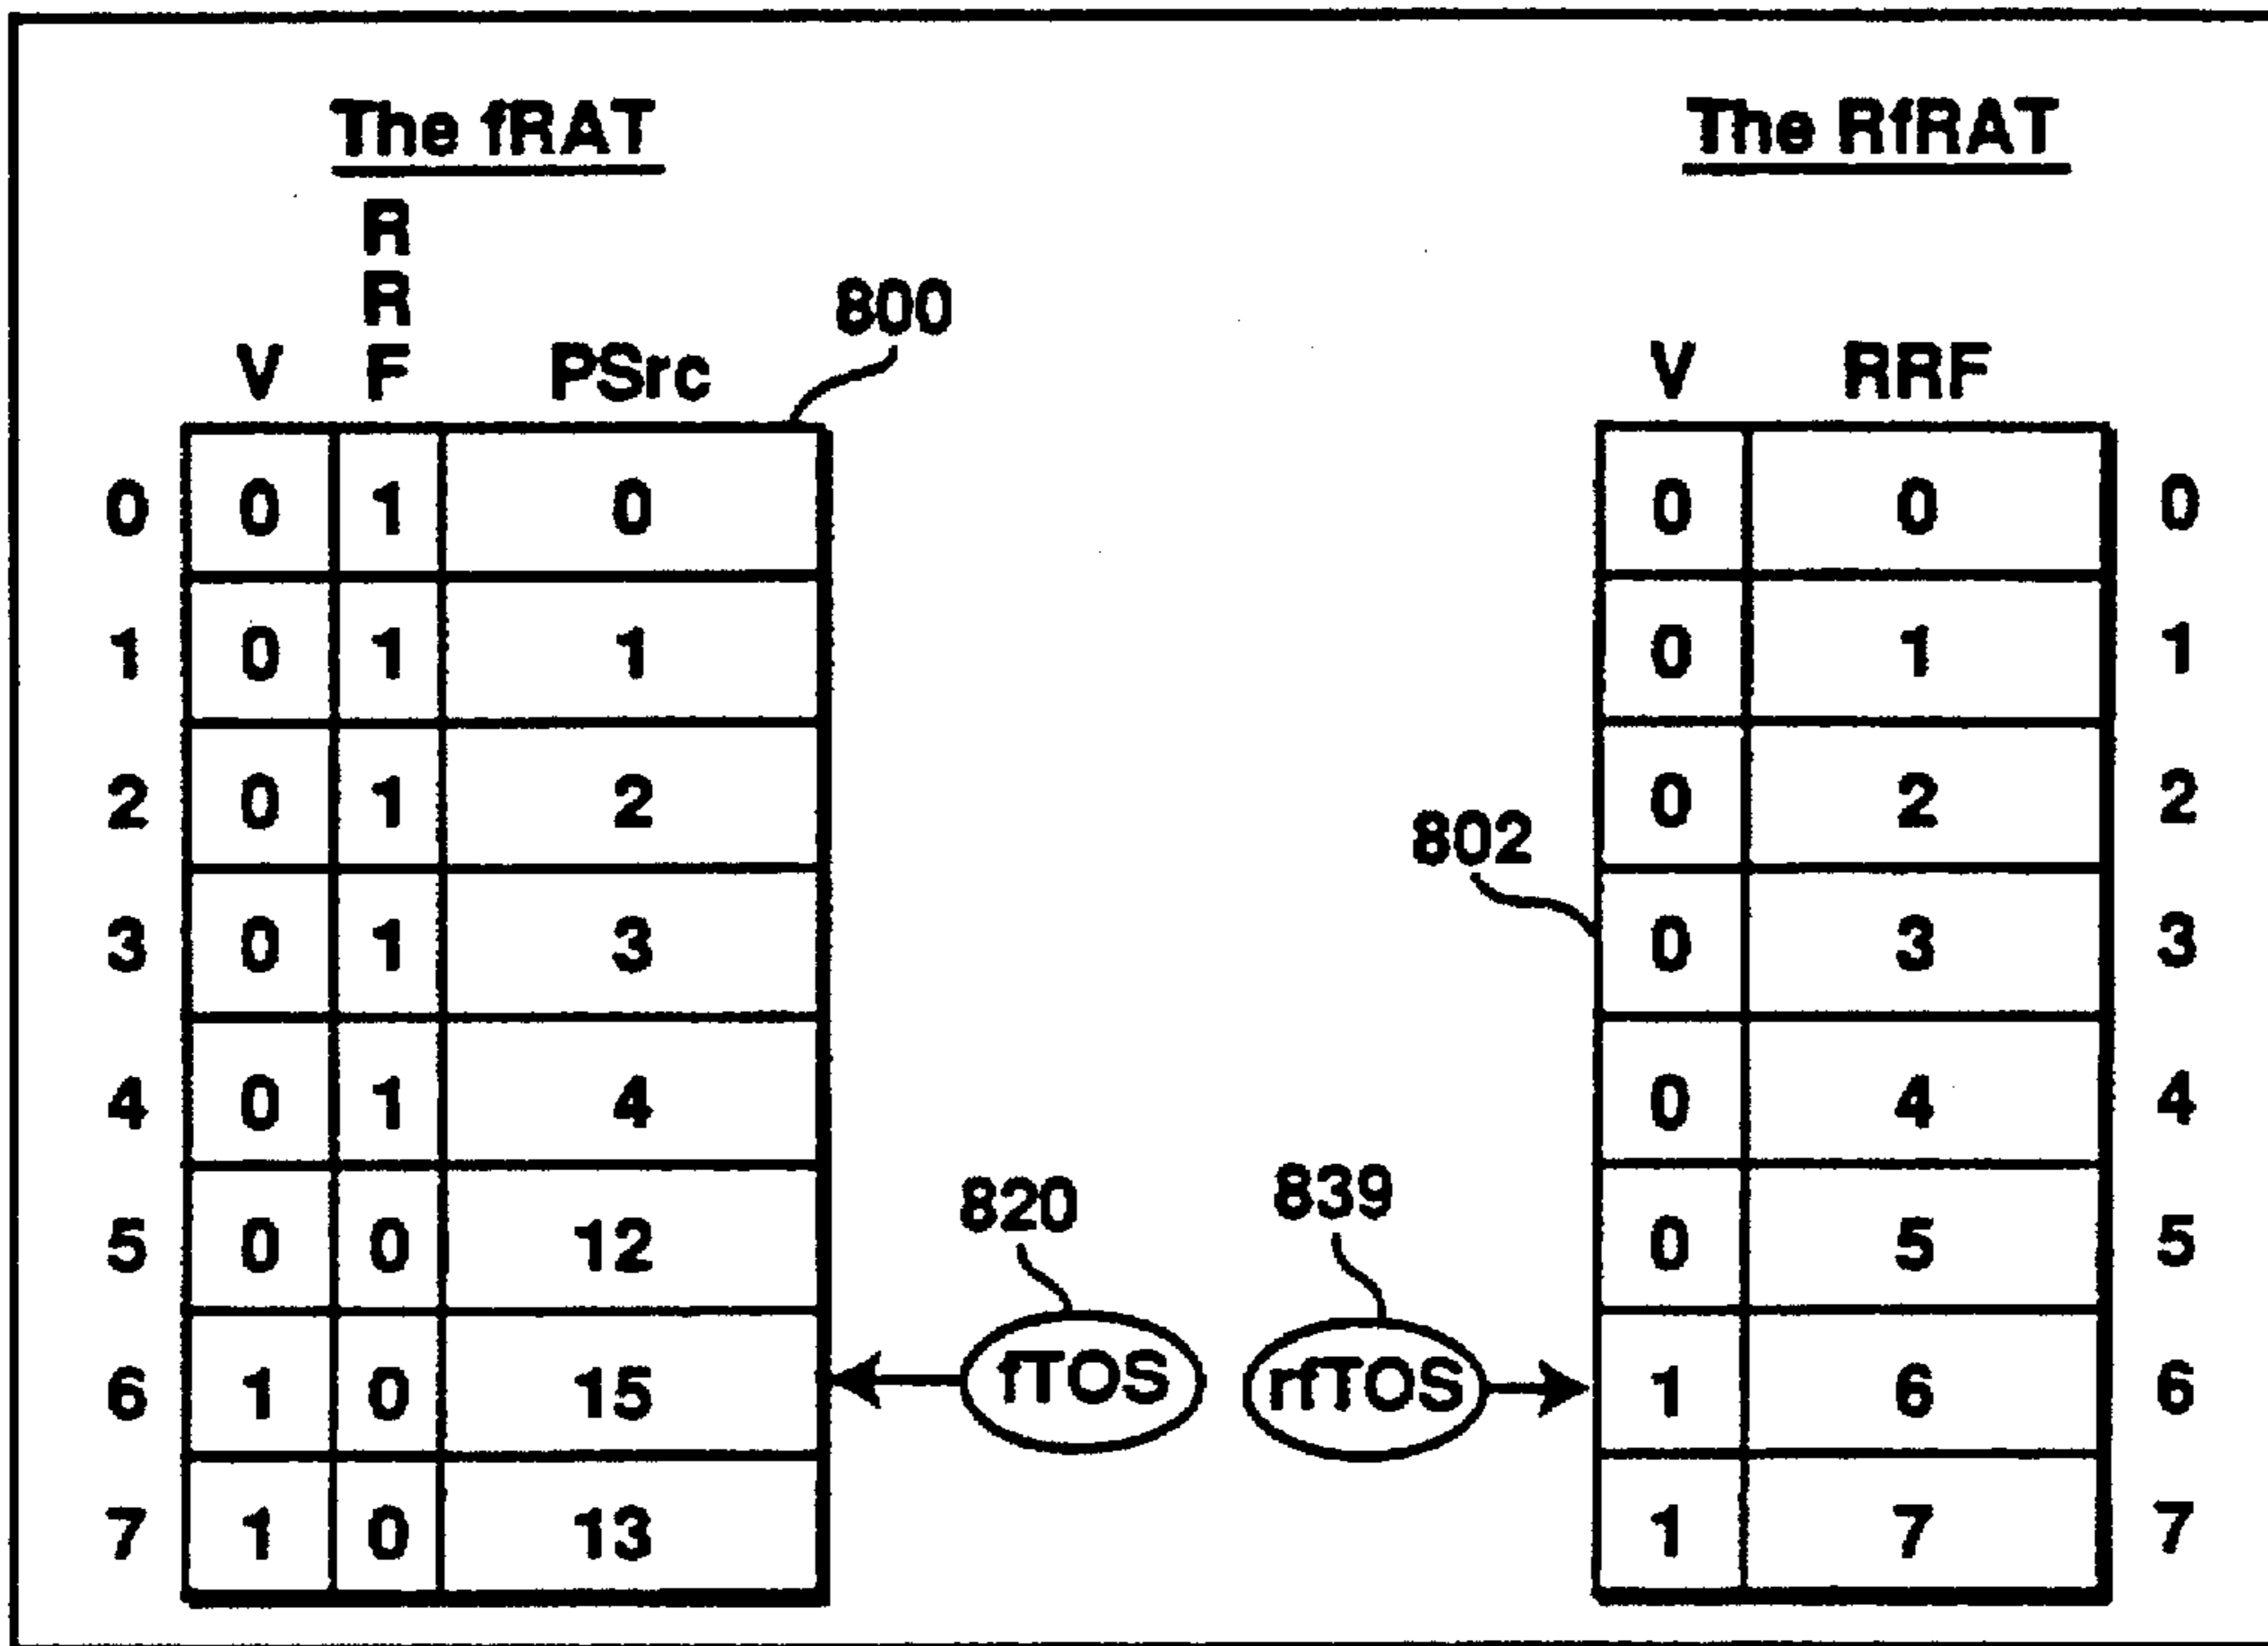 The fRAT The RfRAT
R
R
F
V PSrc 800 V RRF
0 0 1 0 0 0 0
1 0 1 1 0 1 1
2 0 1 2 0 2 2
802
3 0 1 3 0 3 3
4 0 1 4 0 4 4
820 839
5 0 0 12 0 5 5
6 1 0 15 fTOS rfTOS 1 6 6
7 1 0 13 1 7 7